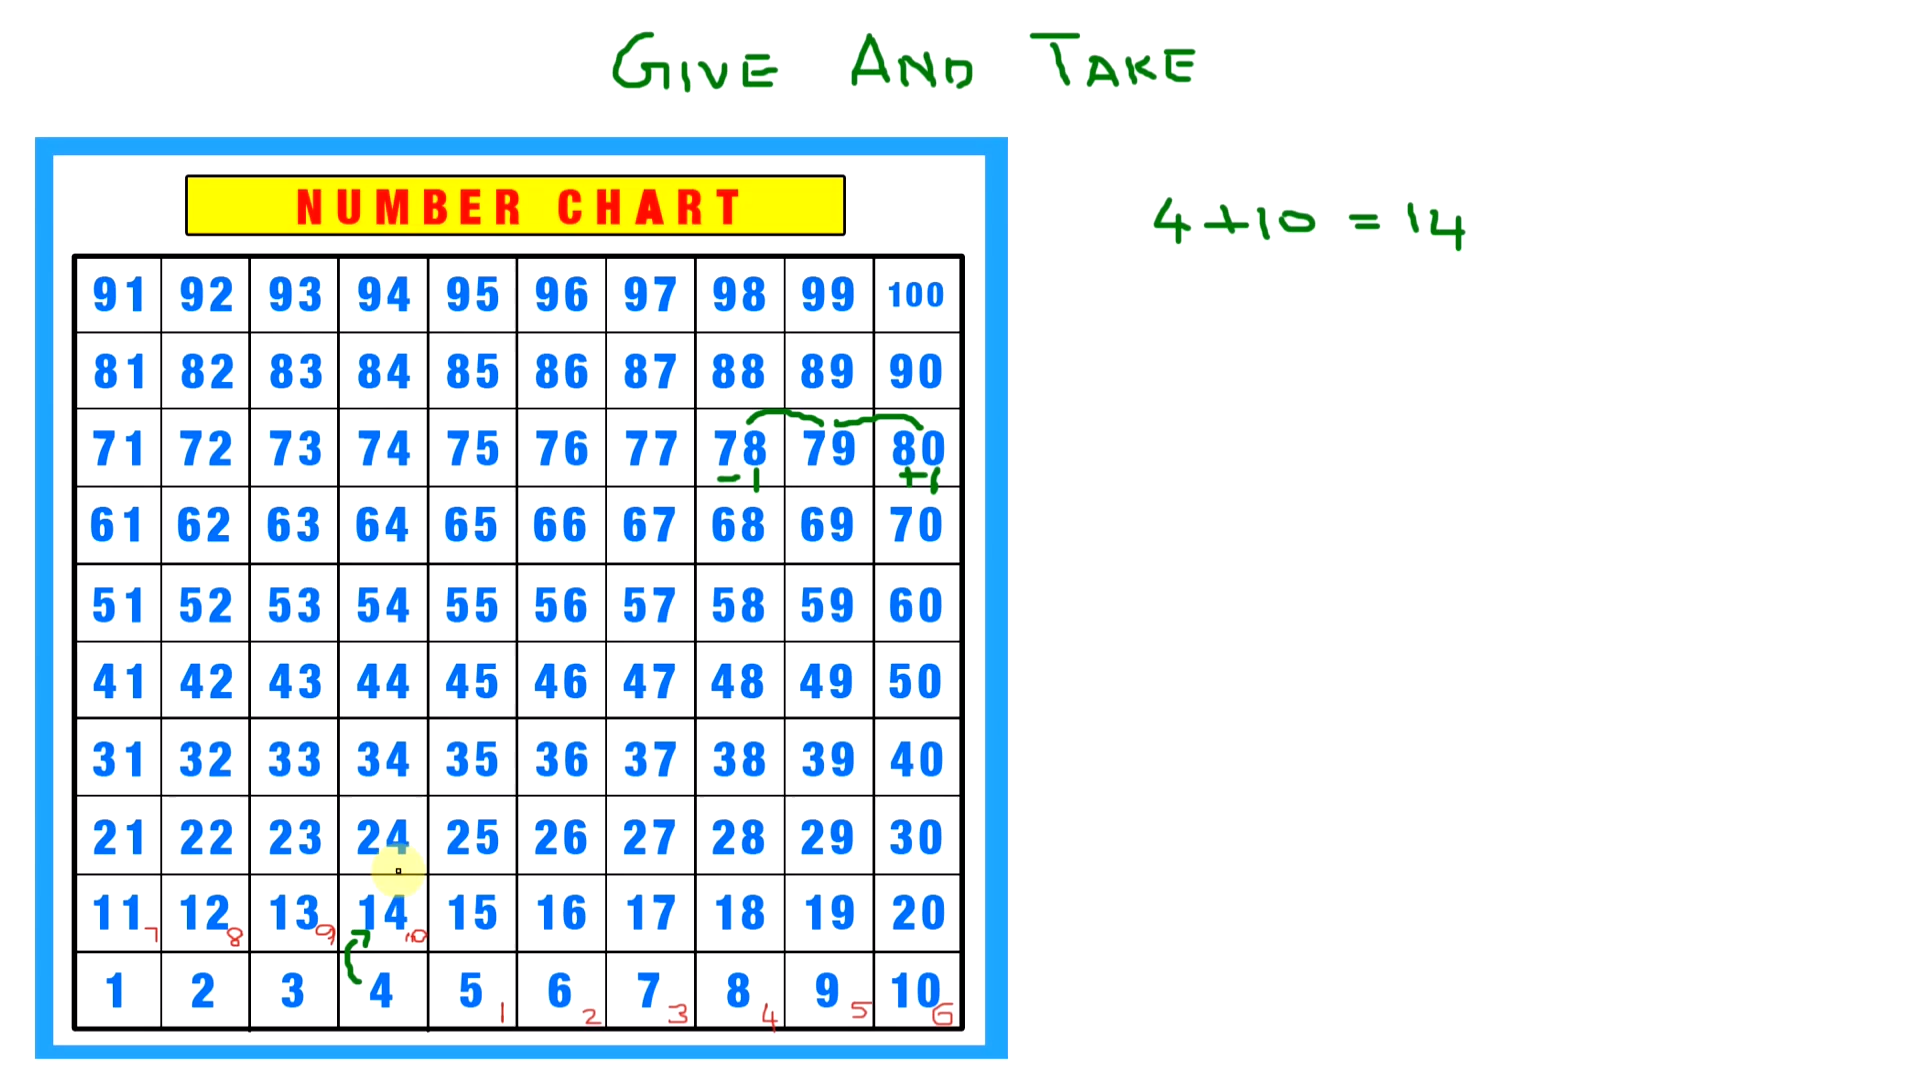 GIVE AND TAKE
NUMBER CHART
4+10 = 14
91 92 93 94 95 96 97 98 99 100
81 82 83 84 85 86 87 88 89 90
71 72 73 74 75 76 77 78 79 80
-1 +1
61 62 63 64 65 66 67 68 69 70
51 52 53 54 55 56 57 58 59 60
41 42 43 44 45 46 47 48 49 50
31 32 33 34 35 36 37 38 39 40
21 22 23 24 25 26 27 28 29 30
11 12 13 14 15 16 17 18 19 20
7 8 9 10
1 2 3 4 5 6 7 8 9 10
1 2 3 4 5 6